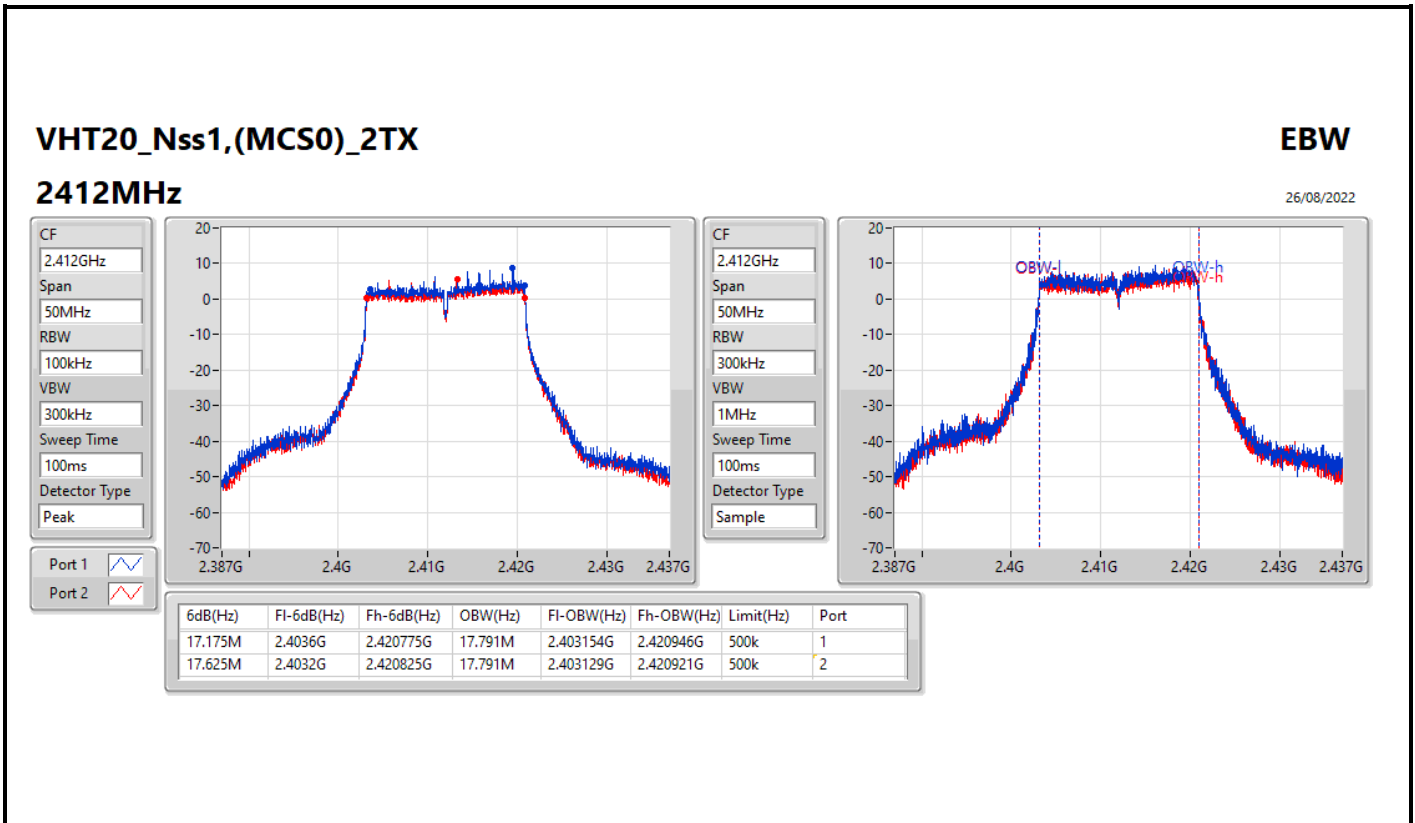 VHT20_Nss1,(MCS0)_2TX
EBW
2412MHz
26/08/2022
CF
2.412GHz
Span
50MHz
RBW
100kHz
VBW
300kHz
Sweep Time
100ms
Detector Type
Peak
Port 1
Port 2
20
10
0
-10
-20
-30
-40
-50
-60
-70
2.387G 2.4G 2.41G 2.42G 2.43G 2.437G
CF
2.412GHz
Span
50MHz
RBW
300kHz
VBW
1MHz
Sweep Time
100ms
Detector Type
Sample
20
10
0
-10
-20
-30
-40
-50
-60
-70
OBW-l
OBW-h
OBW-h
2.387G 2.4G 2.41G 2.42G 2.43G 2.437G
6dB(Hz) Fl-6dB(Hz) Fh-6dB(Hz) OBW(Hz) Fl-OBW(Hz) Fh-OBW(Hz) Limit(Hz) Port
17.175M 2.4036G 2.420775G 17.791M 2.403154G 2.420946G 500k 1
17.625M 2.4032G 2.420825G 17.791M 2.403129G 2.420921G 500k 2